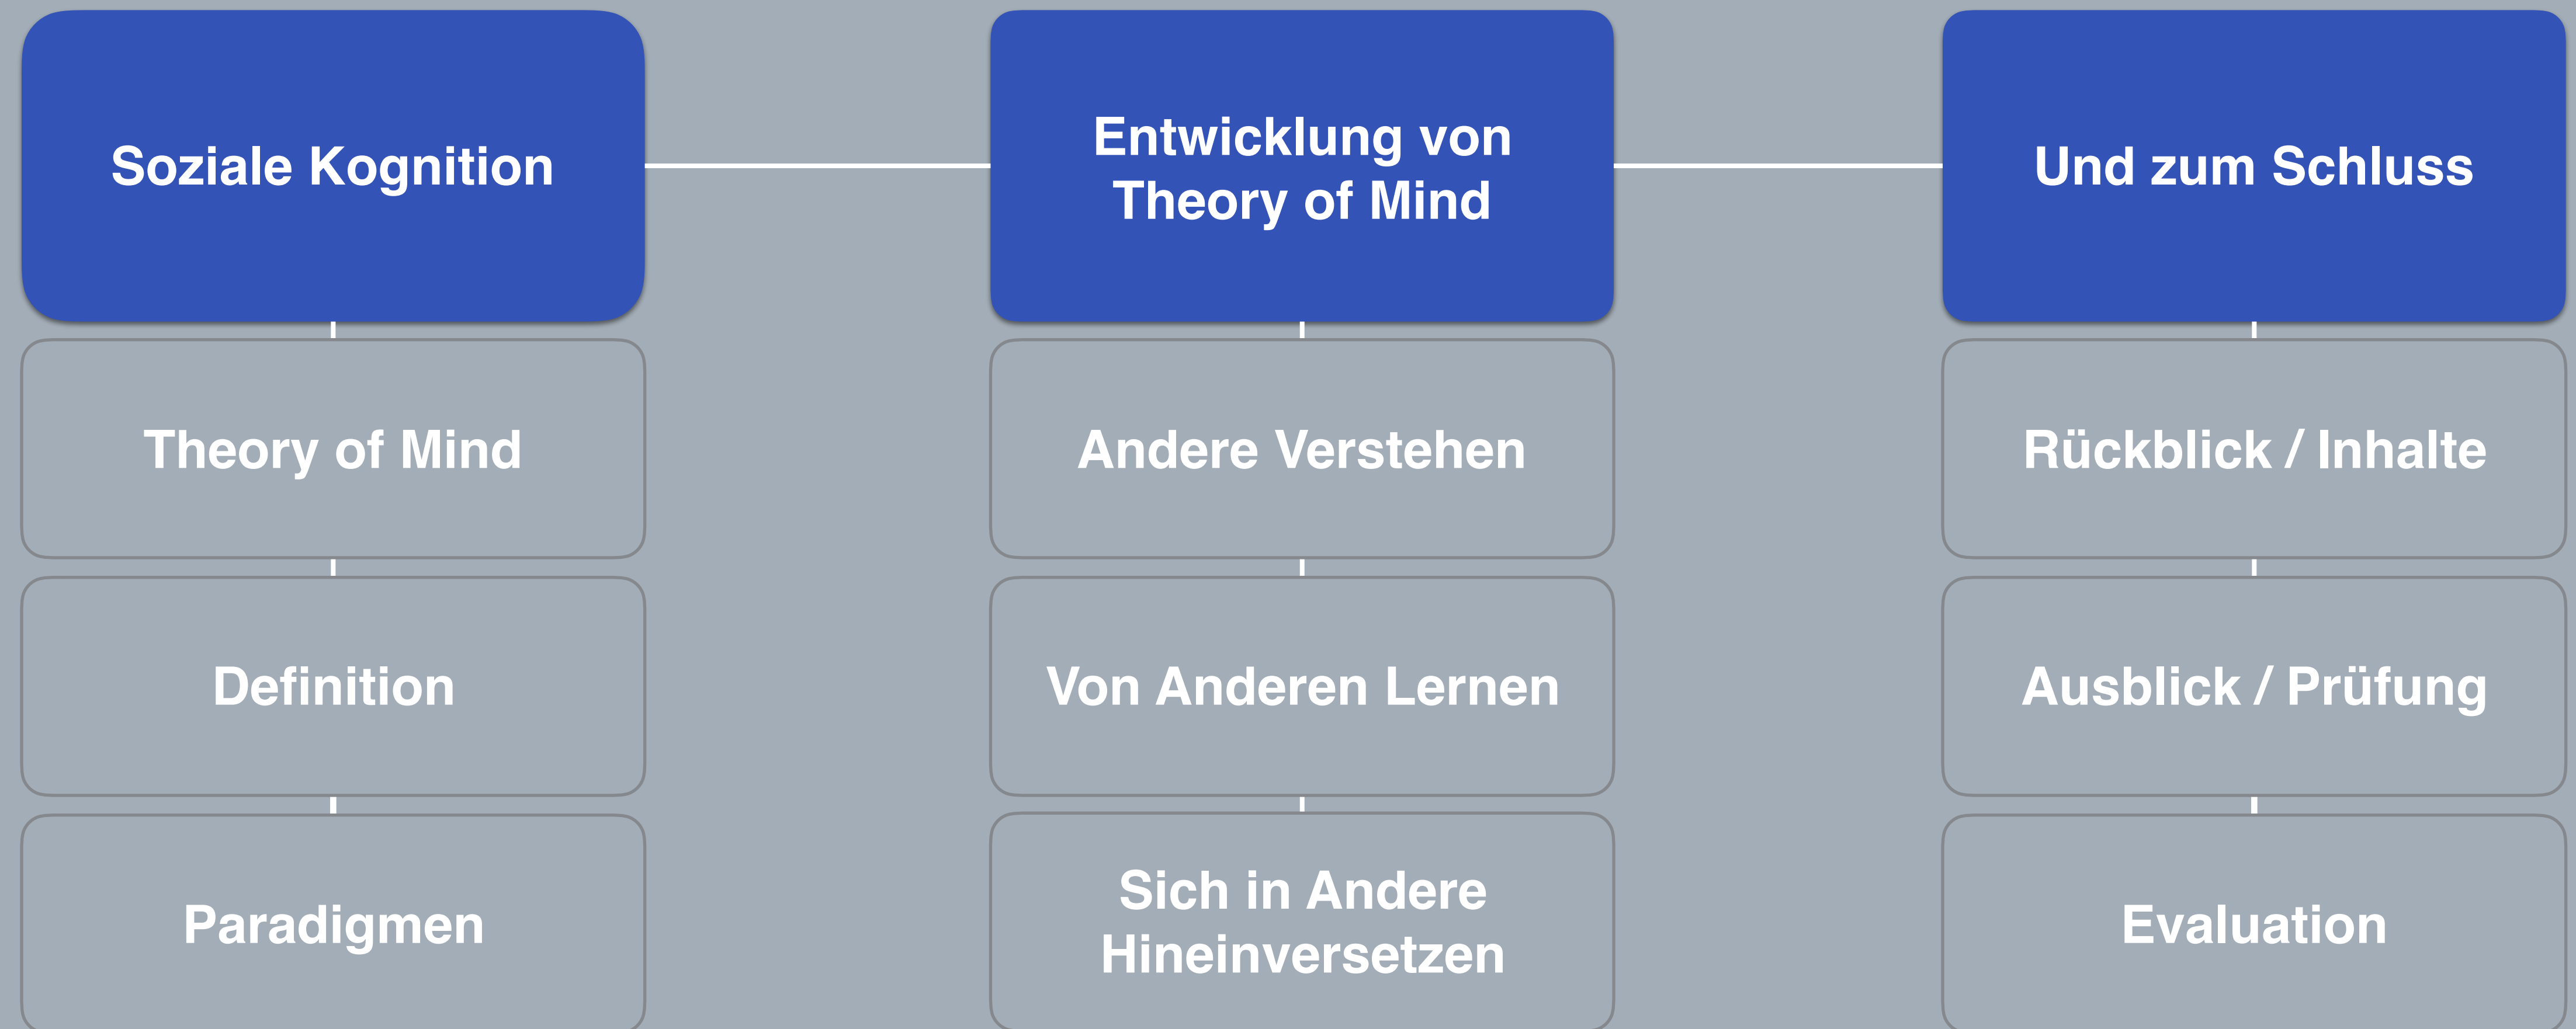 Soziale Kognition
Theory of Mind
Definition
Paradigmen
Entwicklung von
Theory of Mind
Andere Verstehen
Von Anderen Lernen
Sich in Andere
Hineinversetzen
Und zum Schluss
Rückblick / Inhalte
Ausblick / Prüfung
Evaluation